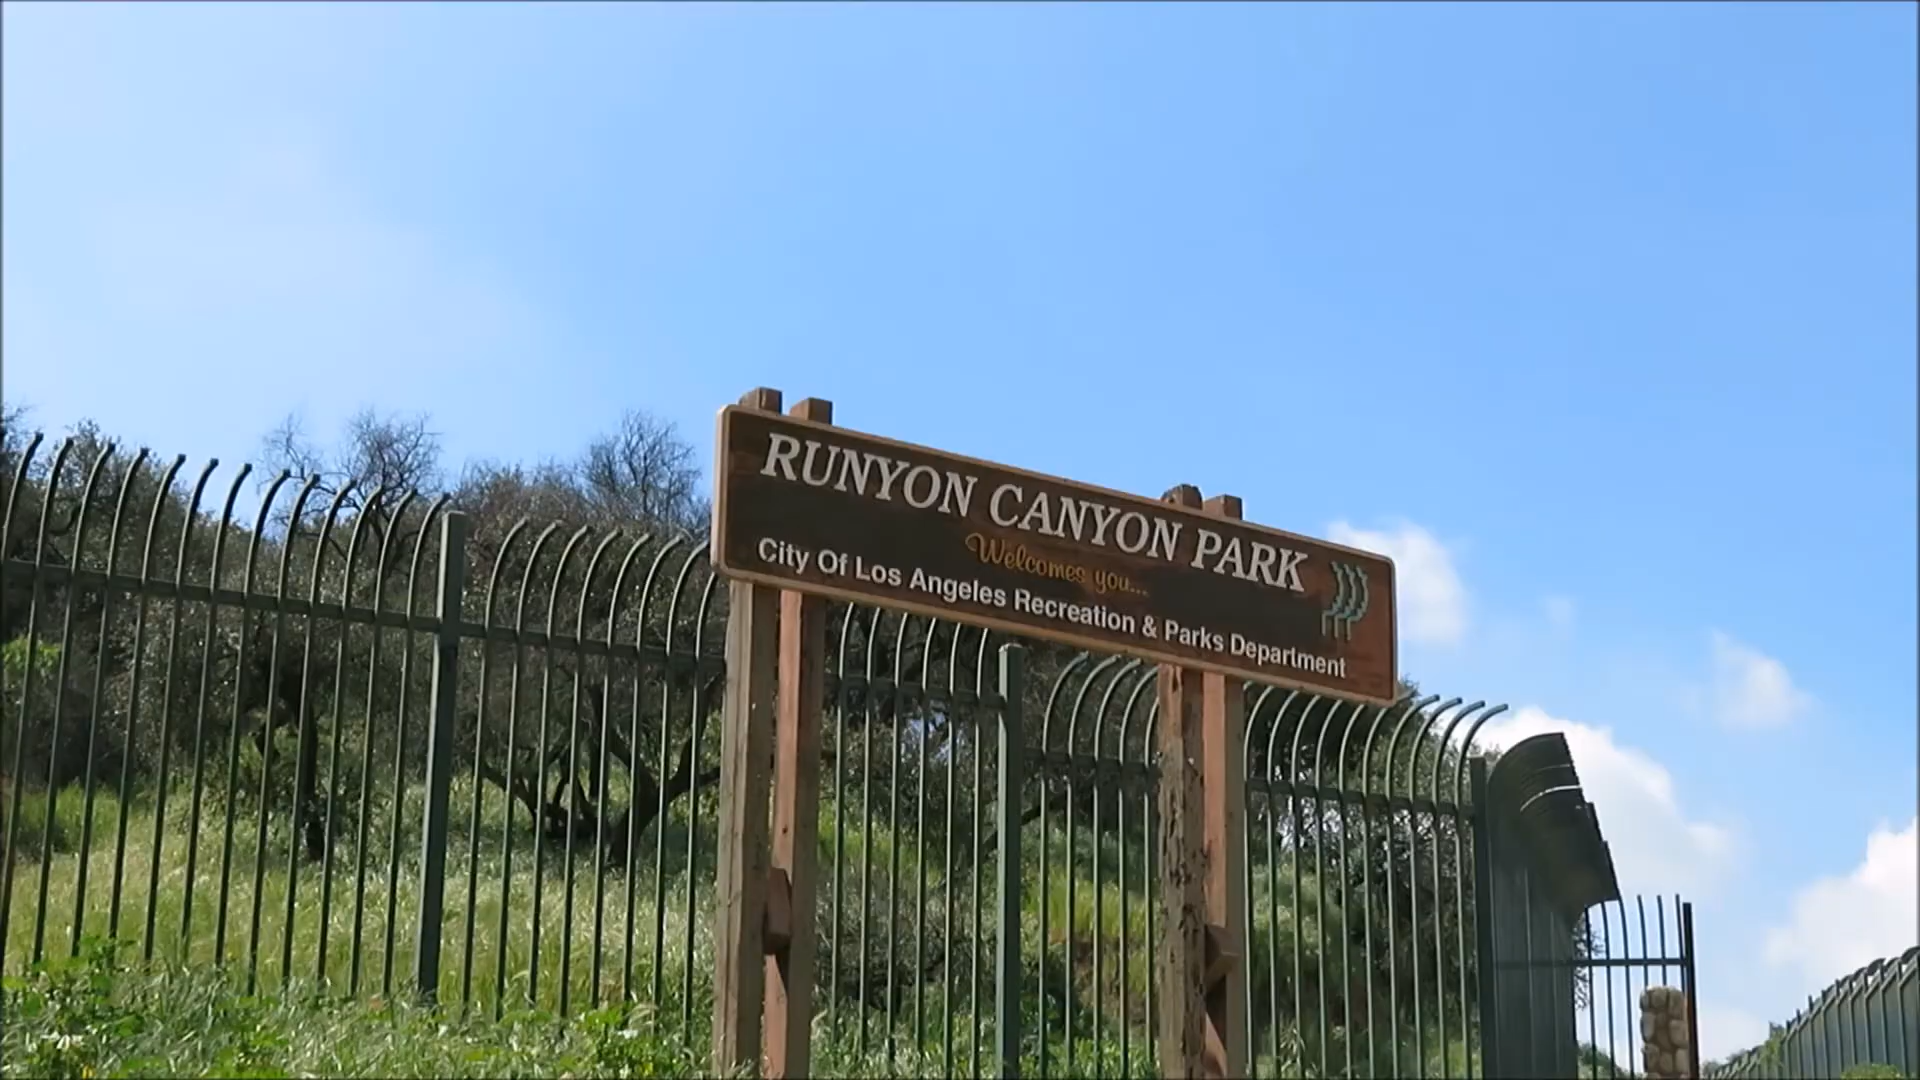 RUNYON CANYON PARK
Welcomes you...
City Of Los Angeles Recreation & Parks Department